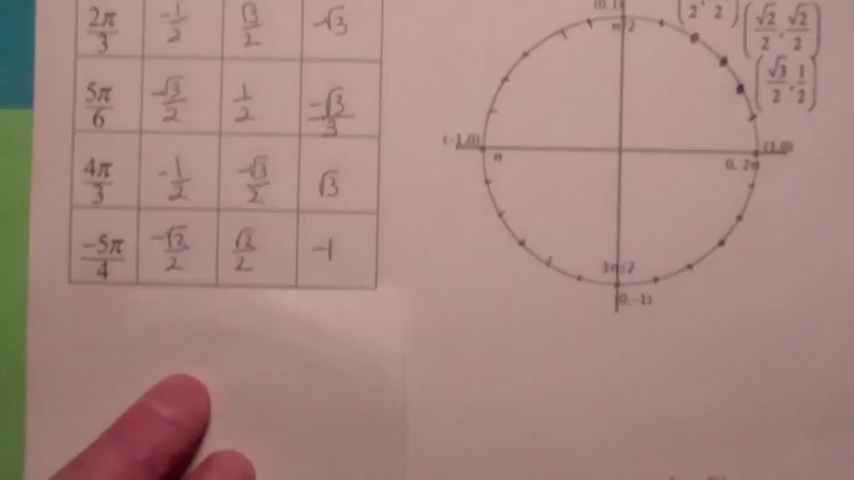 2π/3 -1/2 √3/2 -√3
5π/6 -√3/2 1/2 -√3/3
4π/3 -1/2 -√3/2 √3
-5π/4 -√2/2 √2/2 -1
(0,1)
π/2
(√2/2, √2/2)
(√3/2, 1/2)
(-1,0)
π
(1,0)
0, 2π
3π/2
(0,-1)